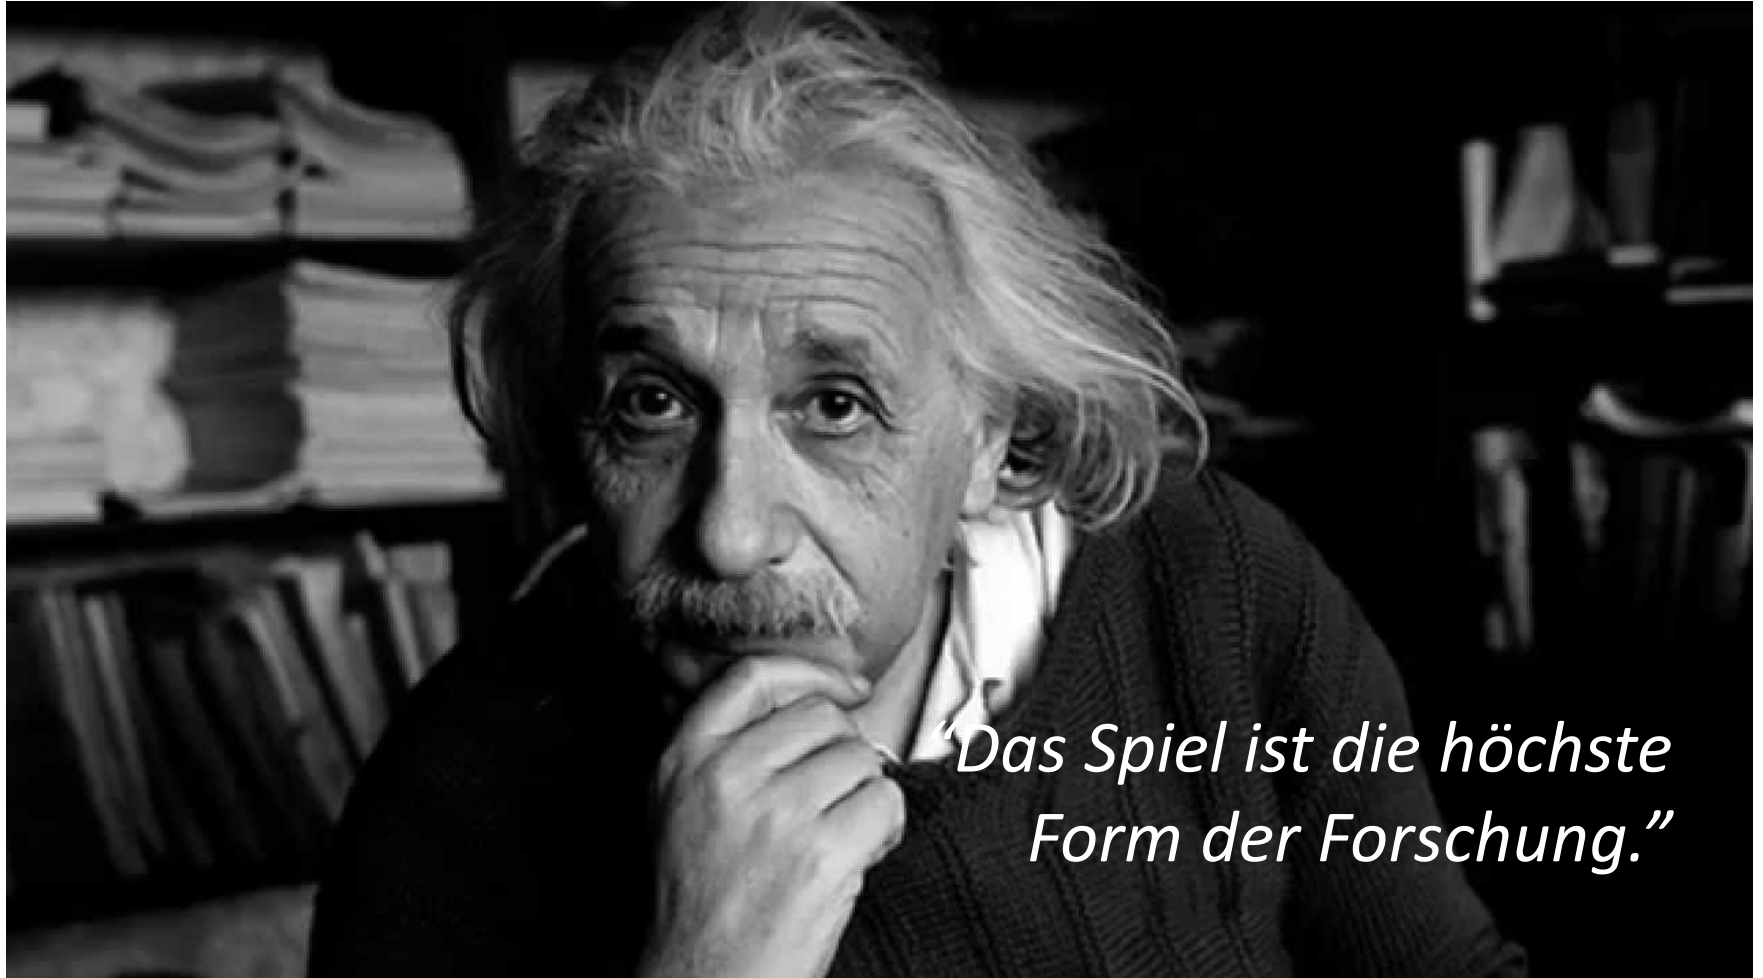 “Das Spiel ist die höchste
Form der Forschung.”